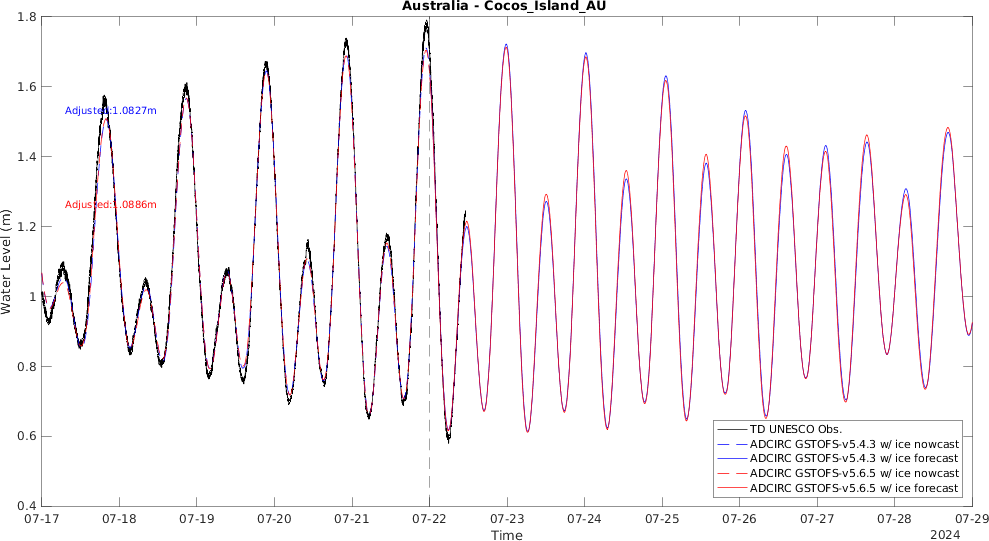 Australia - Cocos_Island_AU
1.8
1.6
1.4
1.2
1
0.8
0.6
0.4
Water Level (m)
Adjusted:1.0827m
Adjusted:1.0886m
TD UNESCO Obs.
ADCIRC GSTOFS-v5.4.3 w/ ice nowcast
ADCIRC GSTOFS-v5.4.3 w/ ice forecast
ADCIRC GSTOFS-v5.6.5 w/ ice nowcast
ADCIRC GSTOFS-v5.6.5 w/ ice forecast
07-17 07-18 07-19 07-20 07-21 07-22 07-23 07-24 07-25 07-26 07-27 07-28 07-29
Time
2024